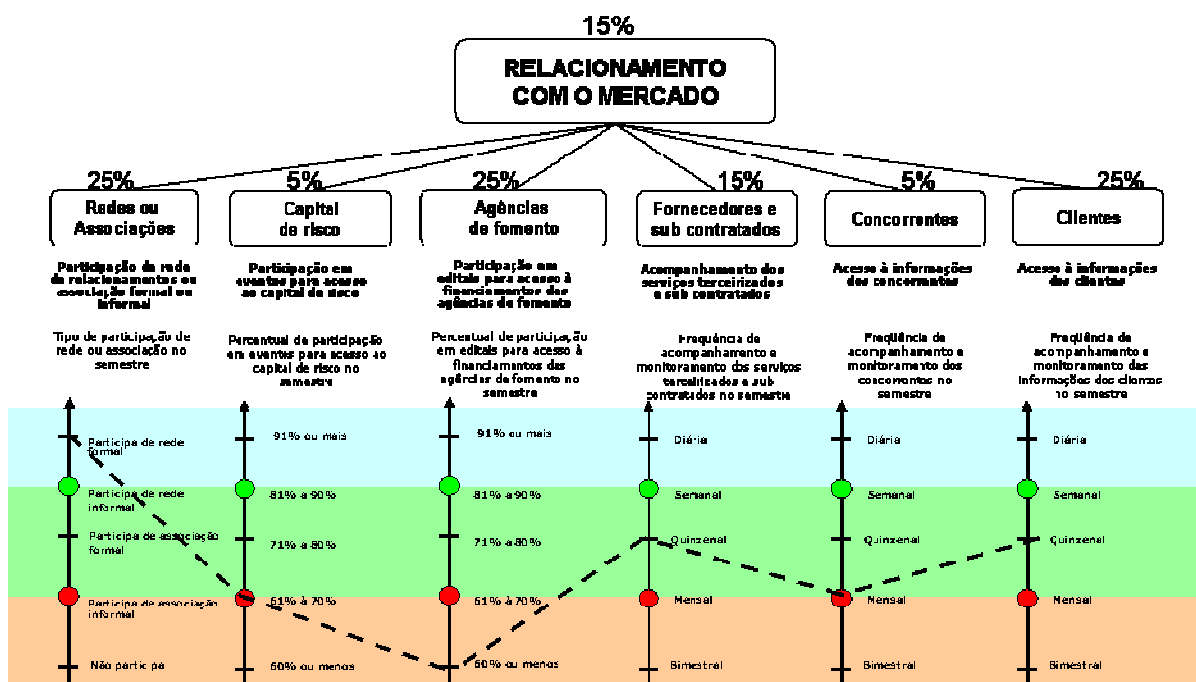 15%
RELACIONAMENTO
COM O MERCADO
25%
Redes ou
Associações
Participação de rede
de relacionamentos ou
associação formal ou
informal
Tipo de participação de
rede ou associação no
semestre
Participa de rede
formal
Participa de rede
informal
Participa de associação
formal
Participa de associação
informal
Não participa
5%
Capital
de risco
Participação em
eventos para acesso
ao capital de risco
Percentual de participação
em eventos para acesso ao
capital de risco no
semestre
91% ou mais
81% a 90%
71% a 80%
61% à 70%
60% ou menos
25%
Agências
de fomento
Participação em
editais para acesso à
financiamentos das
agências de fomento
Percentual de participação
em editais para acesso à
financiamentos das
agências de fomento no
semestre
91% ou mais
81% a 90%
71% a 80%
61% à 70%
60% ou menos
15%
Fornecedores e
sub contratados
Acompanhamento dos
serviços terceirizados
e sub contratados
Freqüência de
acompanhamento e
monitoramento dos serviços
terceirizados e sub
contratados no semestre
Diária
Semanal
Quinzenal
Mensal
Bimestral
5%
Concorrentes
Acesso à informações
dos concorrentes
Freqüência de
acompanhamento e
monitoramento dos
concorrentes no
semestre
Diária
Semanal
Quinzenal
Mensal
Bimestral
25%
Clientes
Acesso à informações
dos clientes
Freqüência de
acompanhamento e
monitoramento das
informações dos clientes
no semestre
Diária
Semanal
Quinzenal
Mensal
Bimestral